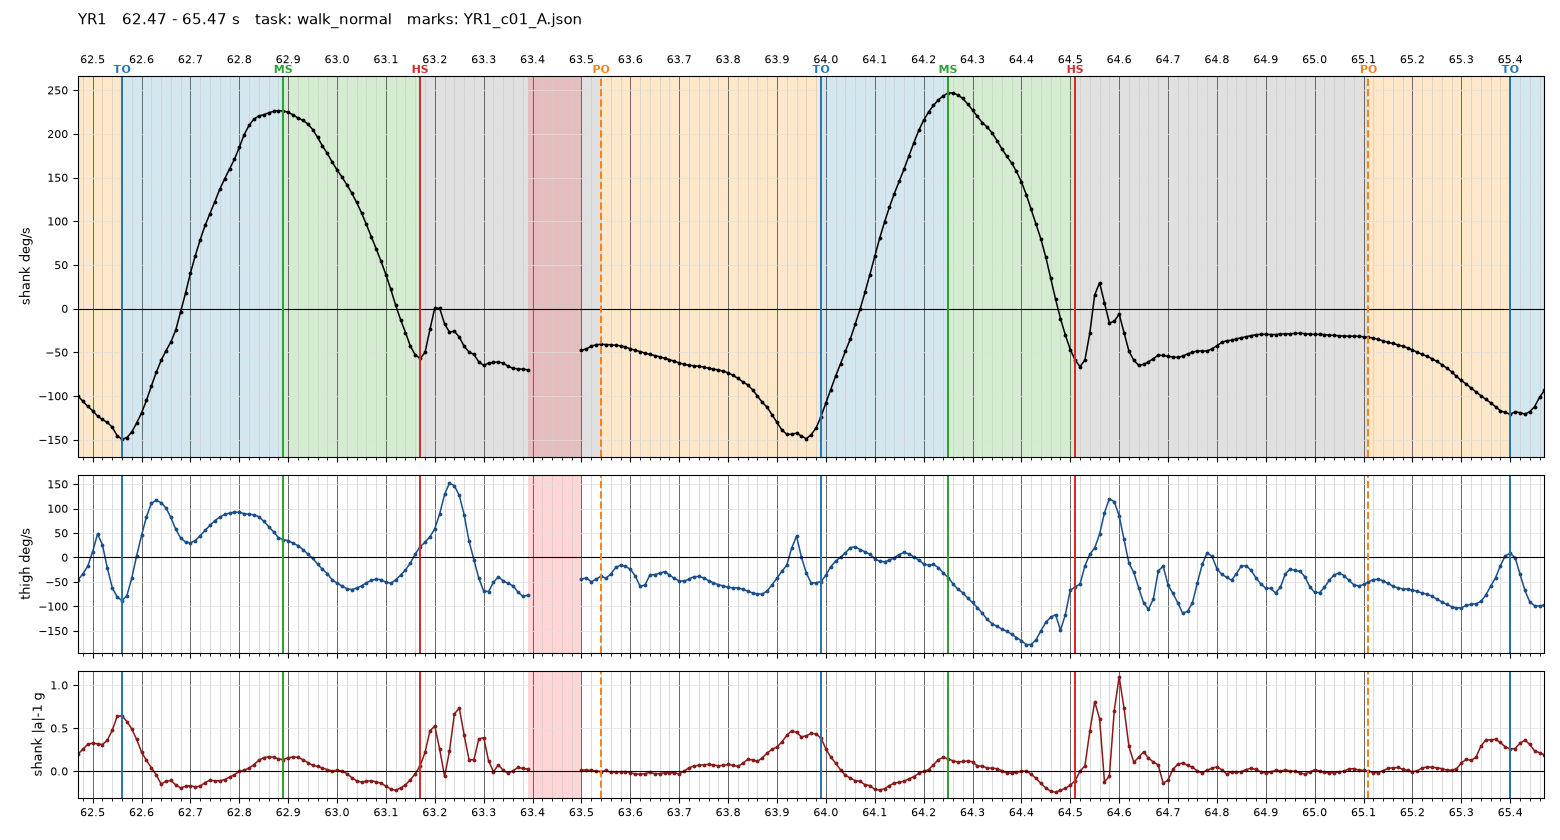 YR1   62.47 - 65.47 s   task: walk_normal   marks: YR1_c01_A.json
62.5 62.6 62.7 62.8 62.9 63.0 63.1 63.2 63.3 63.4 63.5 63.6 63.7 63.8 63.9 64.0 64.1 64.2 64.3 64.4 64.5 64.6 64.7 64.8 64.9 65.0 65.1 65.2 65.3 65.4
TO MS HS PO TO MS HS PO TO
250
200
150
100
50
0
−50
−100
−150
shank deg/s
150
100
50
0
−50
−100
−150
thigh deg/s
1.0
0.5
0.0
shank |a|-1 g
62.5 62.6 62.7 62.8 62.9 63.0 63.1 63.2 63.3 63.4 63.5 63.6 63.7 63.8 63.9 64.0 64.1 64.2 64.3 64.4 64.5 64.6 64.7 64.8 64.9 65.0 65.1 65.2 65.3 65.4